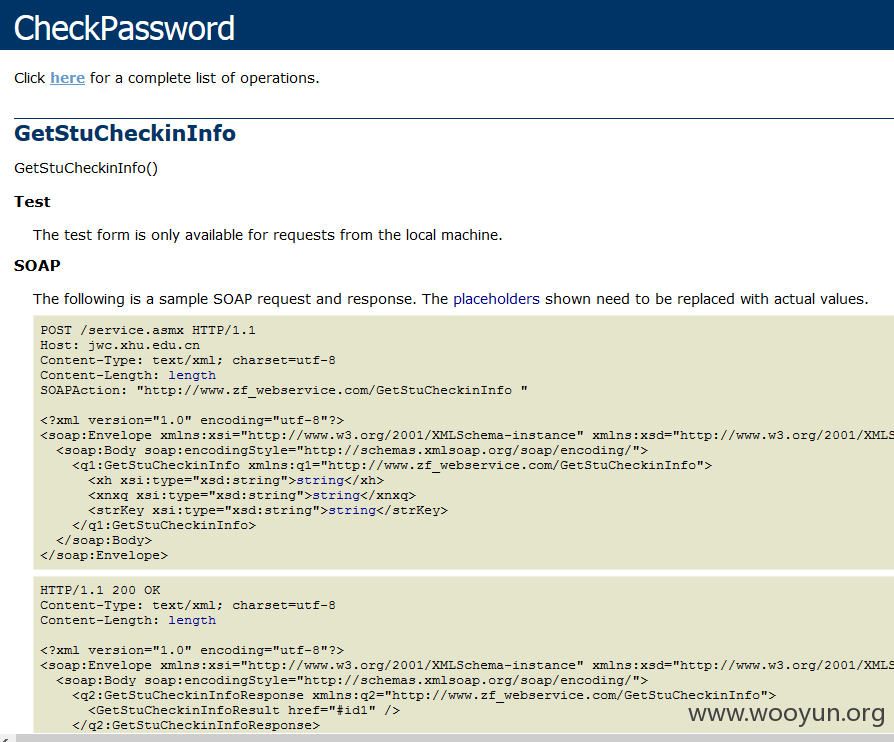 CheckPassword
Click here for a complete list of operations.
GetStuCheckinInfo
GetStuCheckinInfo()
Test
The test form is only available for requests from the local machine.
SOAP
The following is a sample SOAP request and response. The placeholders shown need to be replaced with actual values.
POST /service.asmx HTTP/1.1
Host: jwc.xhu.edu.cn
Content-Type: text/xml; charset=utf-8
Content-Length: length
SOAPAction: "http://www.zf_webservice.com/GetStuCheckinInfo "
<?xml version="1.0" encoding="utf-8"?>
<soap:Envelope xmlns:xsi="http://www.w3.org/2001/XMLSchema-instance" xmlns:xsd="http://www.w3.org/2001/XMLS
<soap:Body soap:encodingStyle="http://schemas.xmlsoap.org/soap/encoding/">
<q1:GetStuCheckinInfo xmlns:q1="http://www.zf_webservice.com/GetStuCheckinInfo">
<xh xsi:type="xsd:string">string</xh>
<xnxq xsi:type="xsd:string">string</xnxq>
<strKey xsi:type="xsd:string">string</strKey>
</q1:GetStuCheckinInfo>
</soap:Body>
</soap:Envelope>
HTTP/1.1 200 OK
Content-Type: text/xml; charset=utf-8
Content-Length: length
<?xml version="1.0" encoding="utf-8"?>
<soap:Envelope xmlns:xsi="http://www.w3.org/2001/XMLSchema-instance" xmlns:xsd="http://www.w3.org/2001/XMLS
<soap:Body soap:encodingStyle="http://schemas.xmlsoap.org/soap/encoding/">
<q2:GetStuCheckinInfoResponse xmlns:q2="http://www.zf_webservice.com/GetStuCheckinInfo">
<GetStuCheckinInfoResult href="#id1" />
</q2:GetStuCheckinInfoResponse>
www.wooyun.org